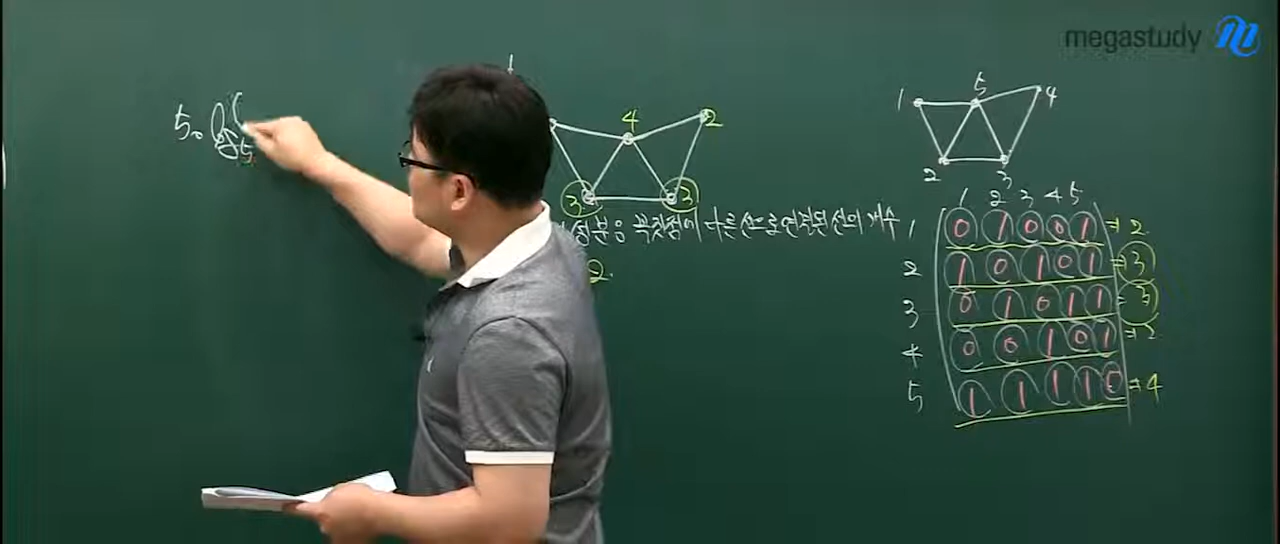 megastudy
5. log5
4
2
3
3
성분은 꼭짓점에 다른 선으로 연결된 선의 개수
2.
1 5 4
2 3
1 2 3 4 5
1 0 1 0 0 1 ⇒ 2
2 1 0 1 0 1 ⇒ 3
3 0 1 0 1 1 = 3
4 0 0 1 0 1 ⇒ 2
5 1 1 1 1 0 ⇒ 4